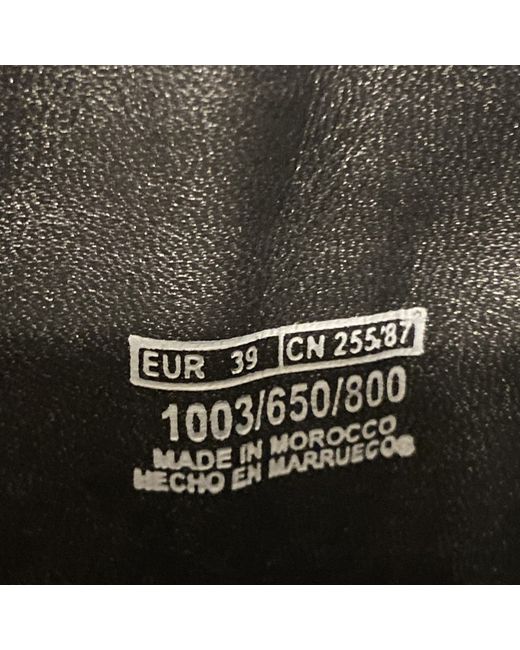 EUR 39 CN 255/87
1003/650/800
MADE IN MOROCCO
HECHO EN MARRUECOS